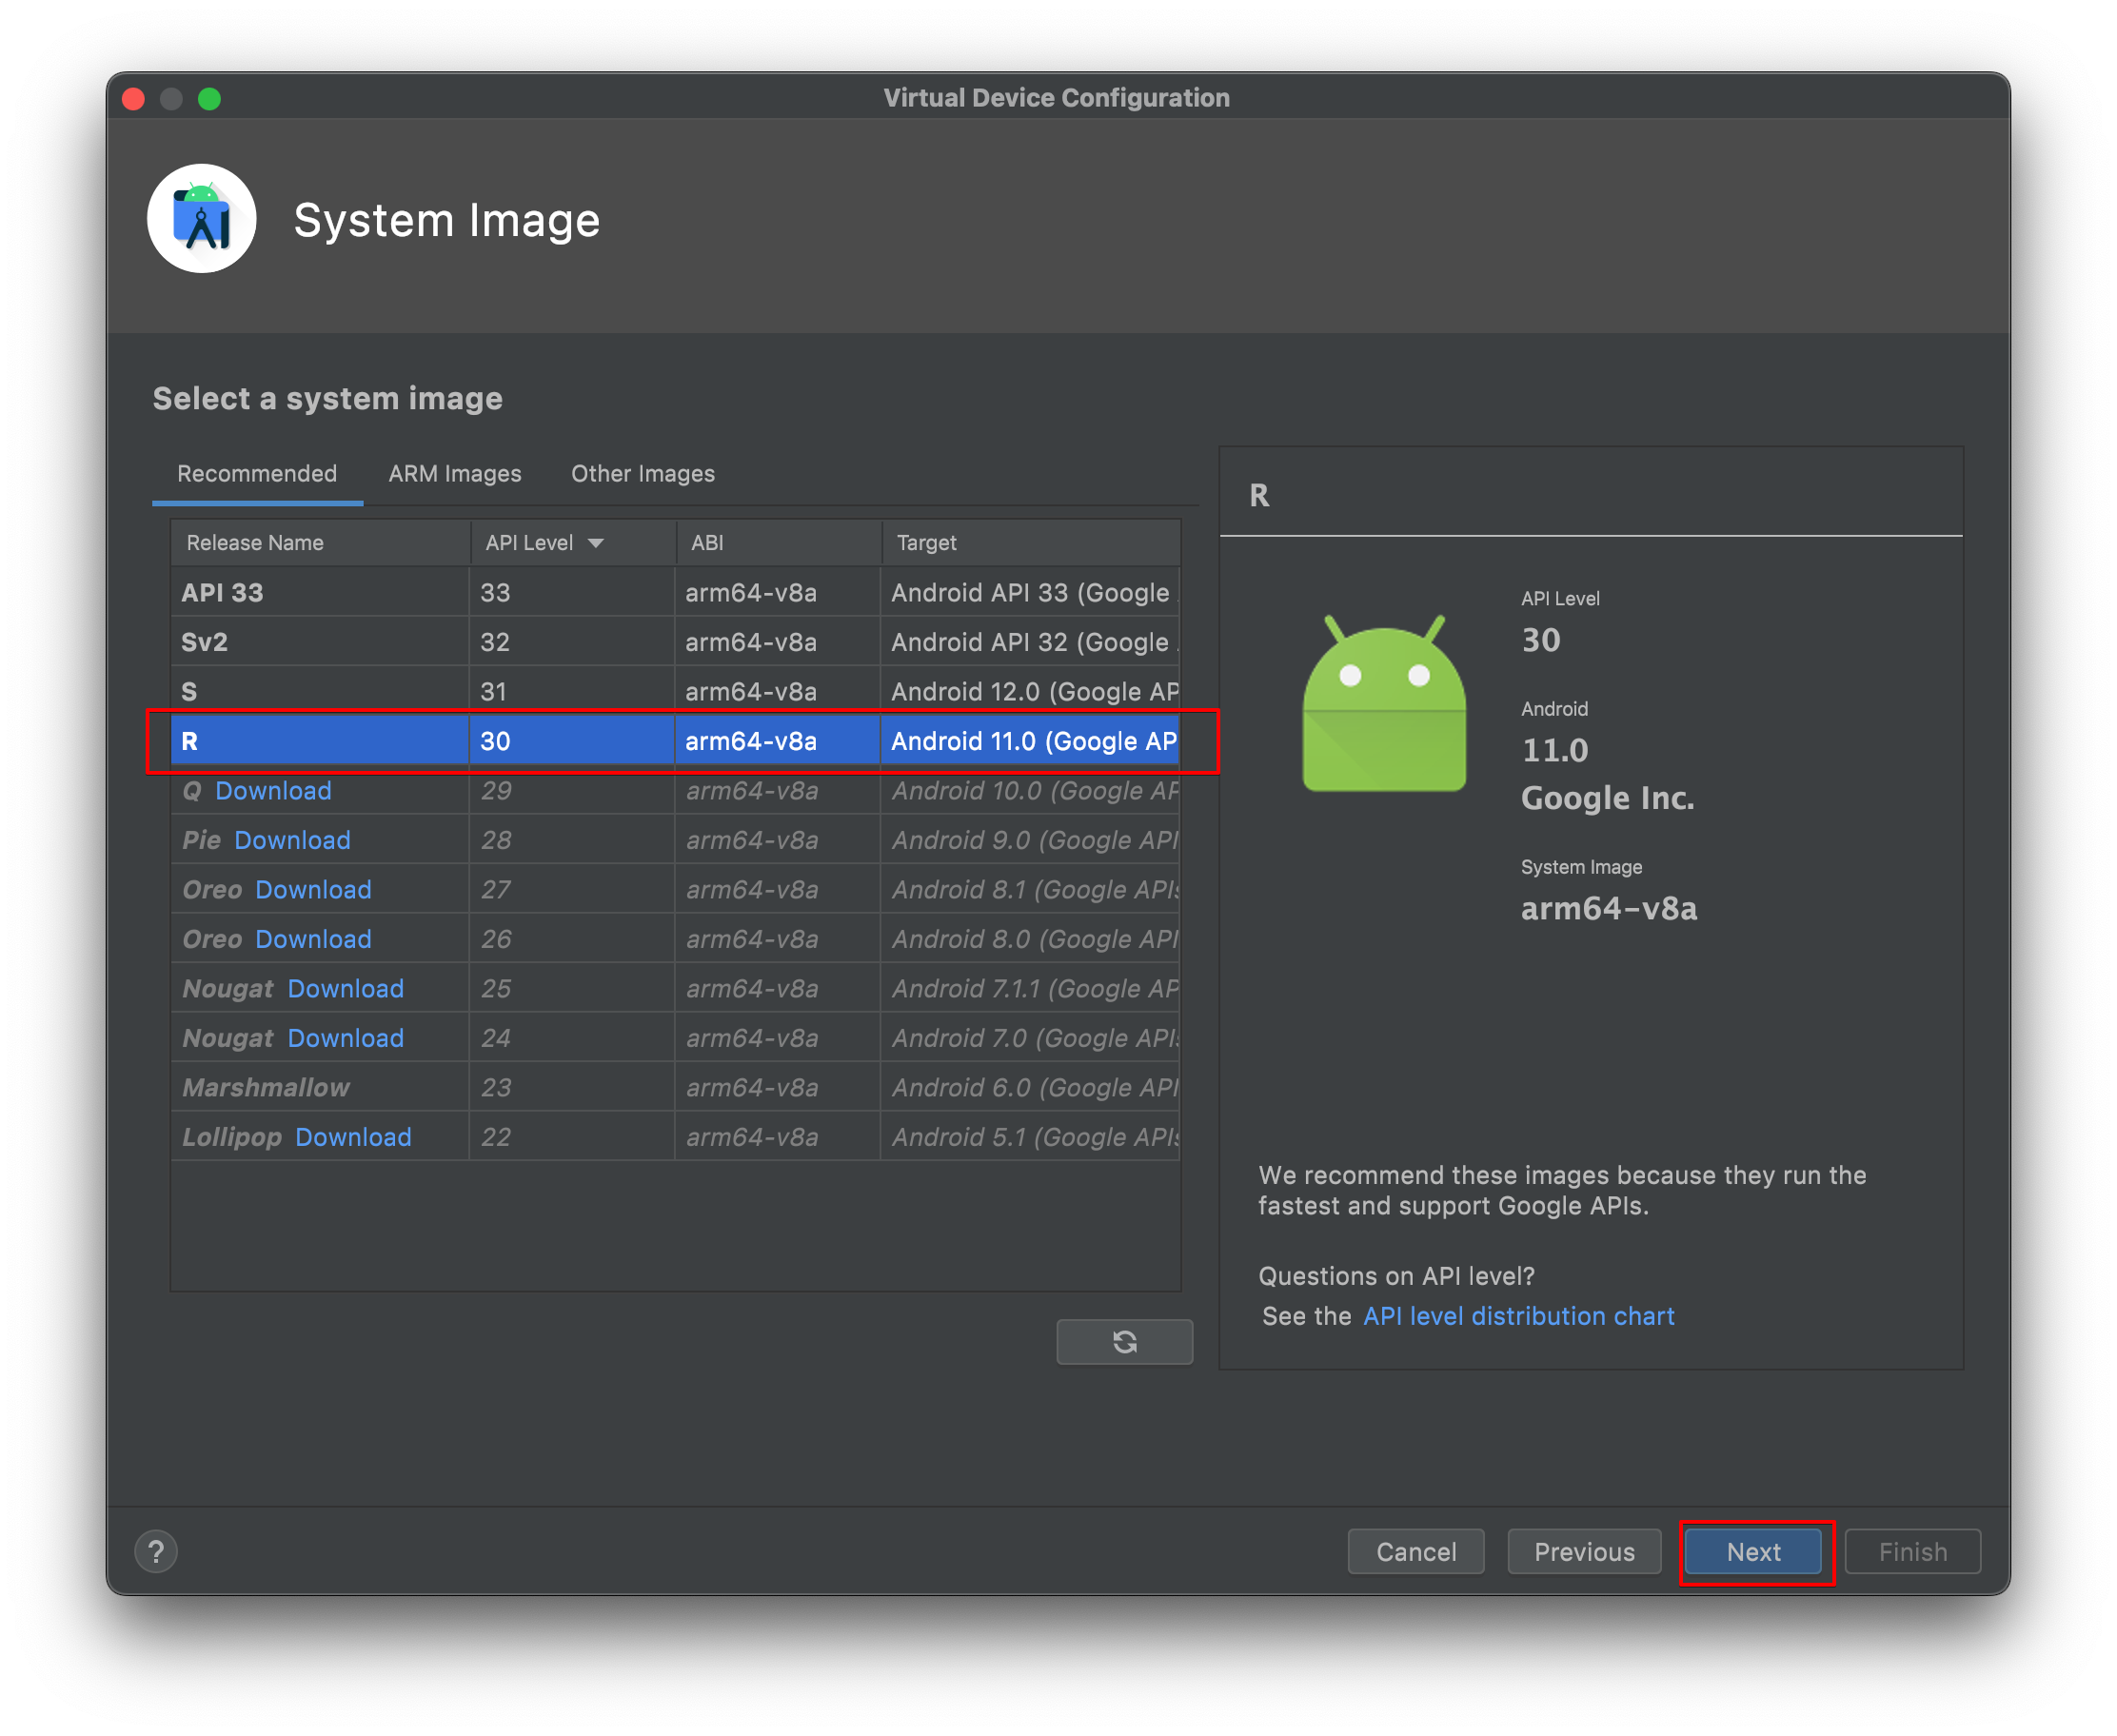 Virtual Device Configuration
System Image
Select a system image
Recommended ARM Images Other Images
Release Name API Level ABI Target
API 33 33 arm64-v8a Android API 33 (Google
Sv2 32 arm64-v8a Android API 32 (Google
S 31 arm64-v8a Android 12.0 (Google AP
R 30 arm64-v8a Android 11.0 (Google AP
Q Download 29 arm64-v8a Android 10.0 (Google AP
Pie Download 28 arm64-v8a Android 9.0 (Google API
Oreo Download 27 arm64-v8a Android 8.1 (Google APIs
Oreo Download 26 arm64-v8a Android 8.0 (Google API
Nougat Download 25 arm64-v8a Android 7.1.1 (Google AP
Nougat Download 24 arm64-v8a Android 7.0 (Google APIs
Marshmallow 23 arm64-v8a Android 6.0 (Google API
Lollipop Download 22 arm64-v8a Android 5.1 (Google APIs
R
API Level
30
Android
11.0
Google Inc.
System Image
arm64-v8a
We recommend these images because they run the
fastest and support Google APIs.
Questions on API level?
See the API level distribution chart
? Cancel Previous Next Finish